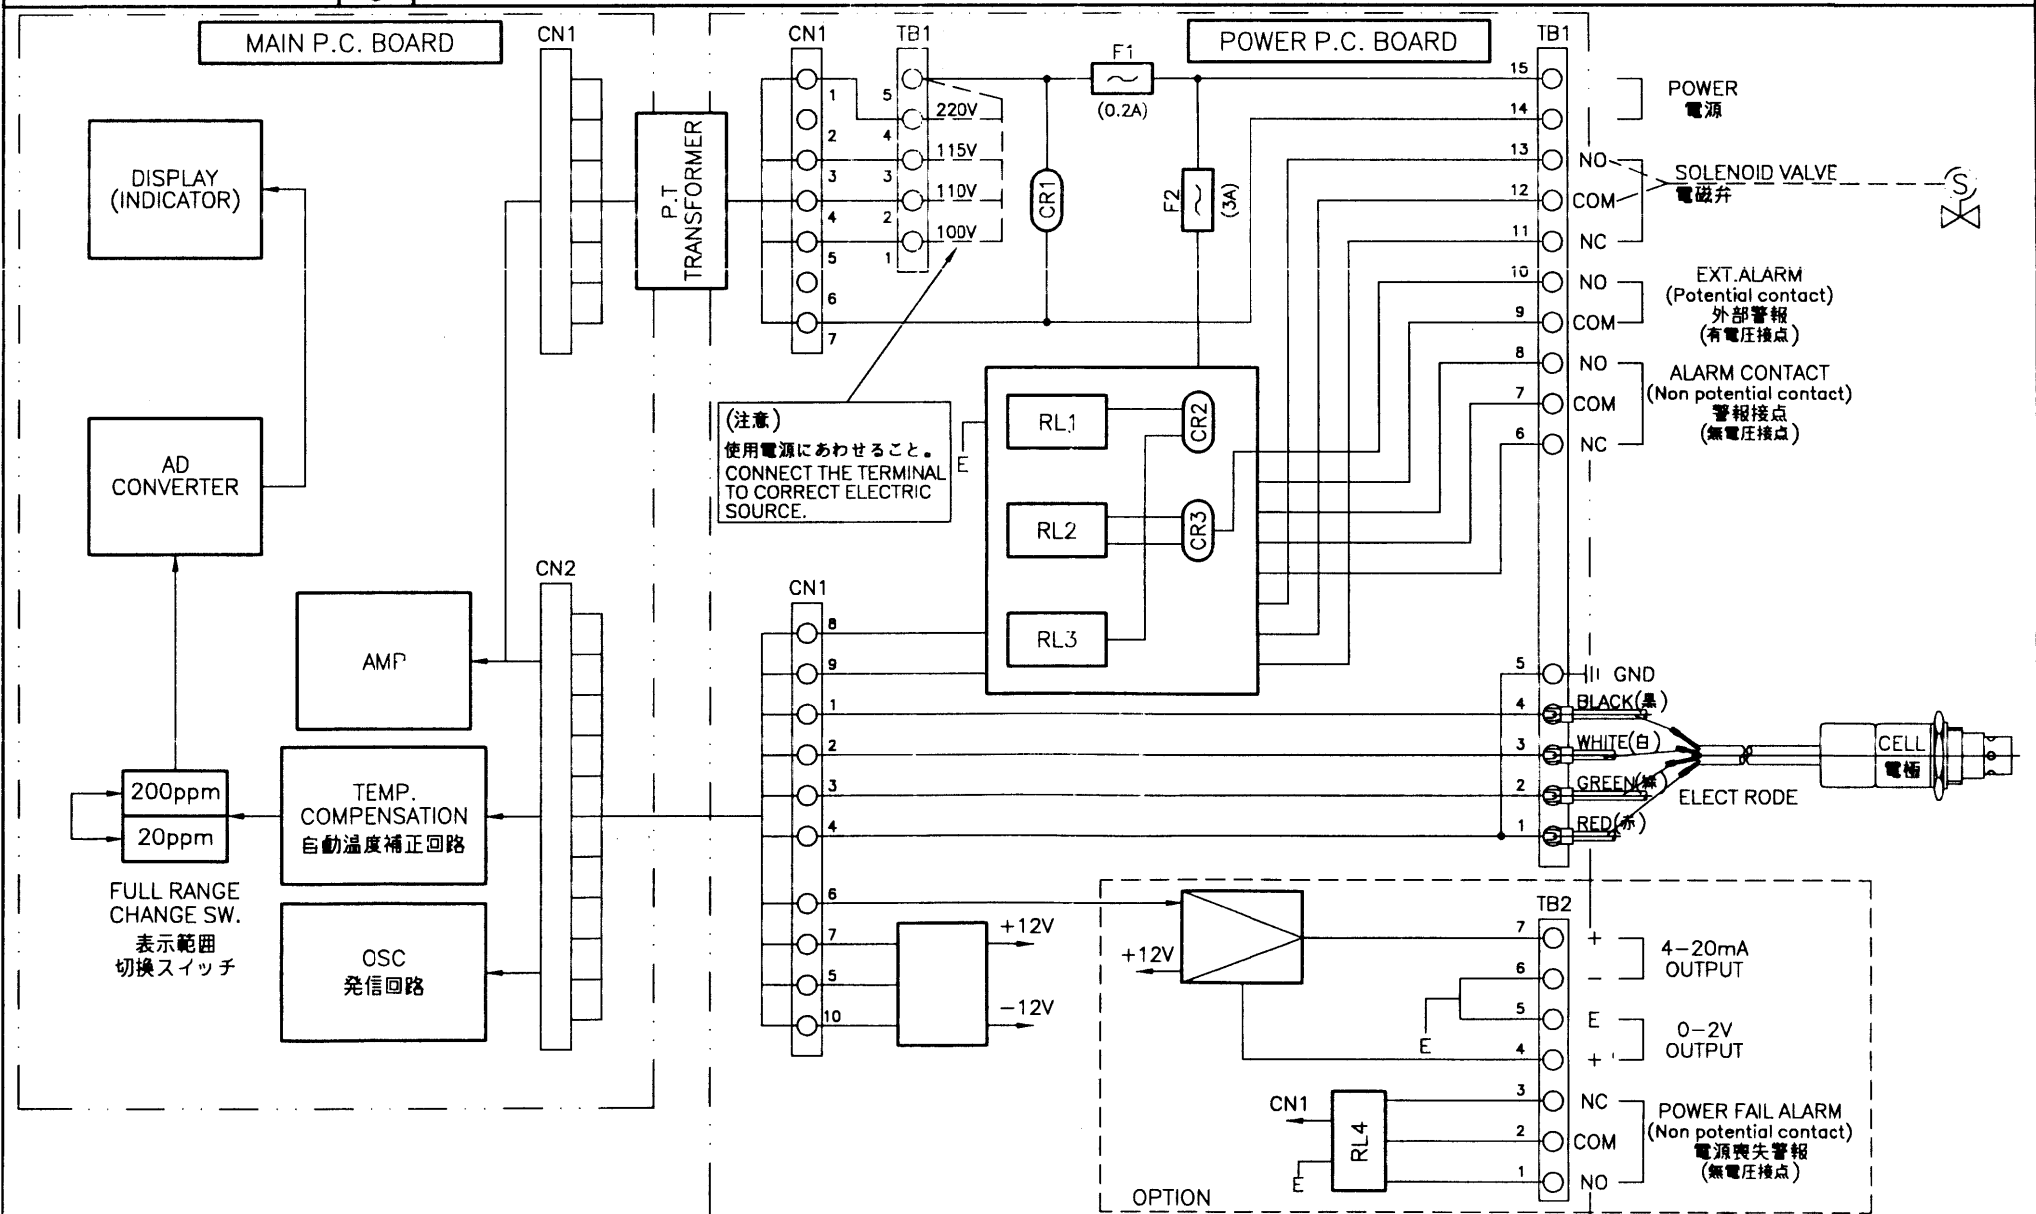 MAIN P.C. BOARD
CN1
DISPLAY
(INDICATOR)
AD
CONVERTER
AMP
CN2
200ppm
20ppm
TEMP.
COMPENSATION
自動温度補正回路
FULL RANGE
CHANGE SW.
表示範囲
切換スイッチ
OSC
発信回路
P.T
TRANSFORMER
POWER P.C. BOARD
CN1
1
2
3
4
5
6
7
TB1
5
220V
4
115V
3
110V
2
100V
1
F1
(0.2A)
CR1
F2
(3A)
(注意)
使用電源にあわせること。
CONNECT THE TERMINAL
TO CORRECT ELECTRIC
SOURCE.
E
RL1
CR2
RL2
CR3
RL3
CN1
8
9
1
2
3
4
6
7
5
10
+12V
-12V
TB1
15
14
POWER
電源
13 NO
12 COM
11 NC
SOLENOID VALVE
電磁弁
S
10 NO
9 COM
EXT.ALARM
(Potential contact)
外部警報
(有電圧接点)
8 NO
7 COM
6 NC
ALARM CONTACT
(Non potential contact)
警報接点
(無電圧接点)
5 GND
4 BLACK(黒)
3 WHITE(白)
2 GREEN(緑)
1 RED(赤)
ELECT RODE
CELL
電極
+12V
TB2
7 +
6 -
4-20mA
OUTPUT
5 E
4 +
0-2V
OUTPUT
E
CN1
RL4
E
3 NC
2 COM
1 NO
POWER FAIL ALARM
(Non potential contact)
電源喪失警報
(無電圧接点)
OPTION